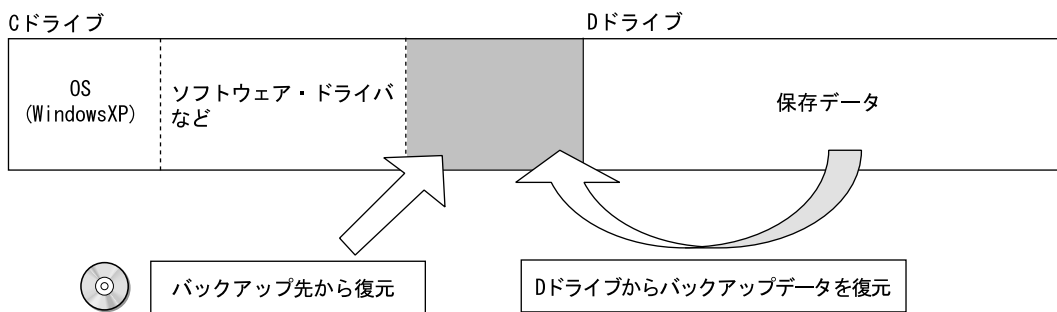 Cドライブ
Dドライブ
OS
(WindowsXP)
ソフトウェア・ドライバ
など
保存データ
バックアップ先から復元
Dドライブからバックアップデータを復元